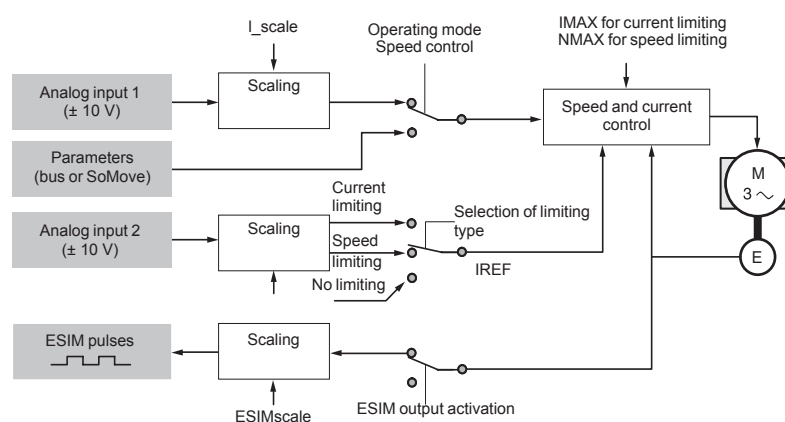 I_scale
Operating mode
Speed control
IMAX for current limiting
NMAX for speed limiting
Analog input 1
(± 10 V)
Scaling
Speed and current
control
Parameters
(bus or SoMove)
M
3 ~
Analog input 2
(± 10 V)
Scaling
Current
limiting
Speed
limiting
No limiting
Selection of limiting
type
IREF
E
ESIM pulses
Scaling
ESIMscale
ESIM output activation